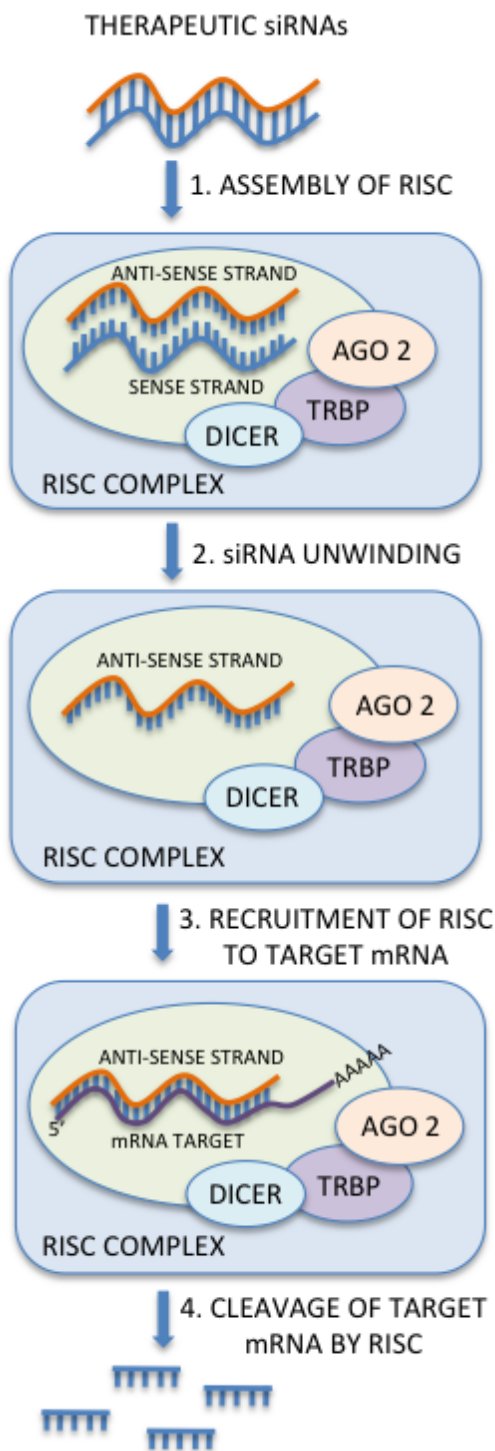 THERAPEUTIC siRNAs
1. ASSEMBLY OF RISC
ANTI-SENSE STRAND
SENSE STRAND
AGO 2
TRBP
DICER
RISC COMPLEX
2. siRNA UNWINDING
ANTI-SENSE STRAND
AGO 2
TRBP
DICER
RISC COMPLEX
3. RECRUITMENT OF RISC
TO TARGET mRNA
ANTI-SENSE STRAND
AAAAA
5'
mRNA TARGET
AGO 2
TRBP
DICER
RISC COMPLEX
4. CLEAVAGE OF TARGET
mRNA BY RISC